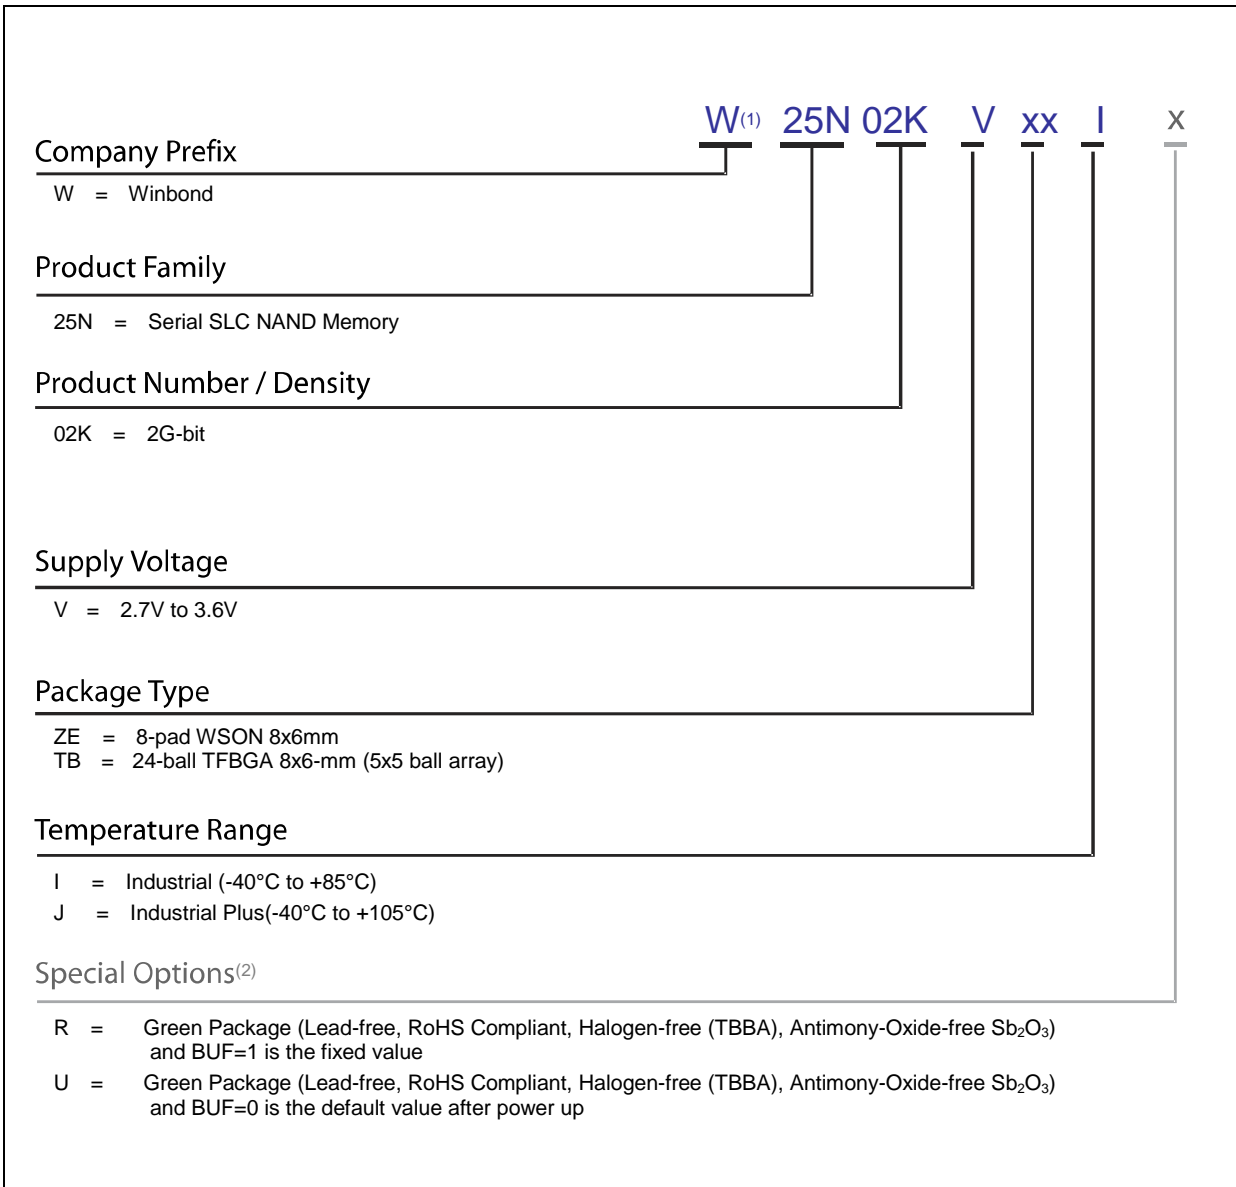 W(1) 25N 02K V xx I x
Company Prefix
W = Winbond
Product Family
25N = Serial SLC NAND Memory
Product Number / Density
02K = 2G-bit
Supply Voltage
V = 2.7V to 3.6V
Package Type
ZE = 8-pad WSON 8x6mm
TB = 24-ball TFBGA 8x6-mm (5x5 ball array)
Temperature Range
I = Industrial (-40°C to +85°C)
J = Industrial Plus(-40°C to +105°C)
Special Options(2)
R = Green Package (Lead-free, RoHS Compliant, Halogen-free (TBBA), Antimony-Oxide-free Sb₂O₃)
and BUF=1 is the fixed value
U = Green Package (Lead-free, RoHS Compliant, Halogen-free (TBBA), Antimony-Oxide-free Sb₂O₃)
and BUF=0 is the default value after power up